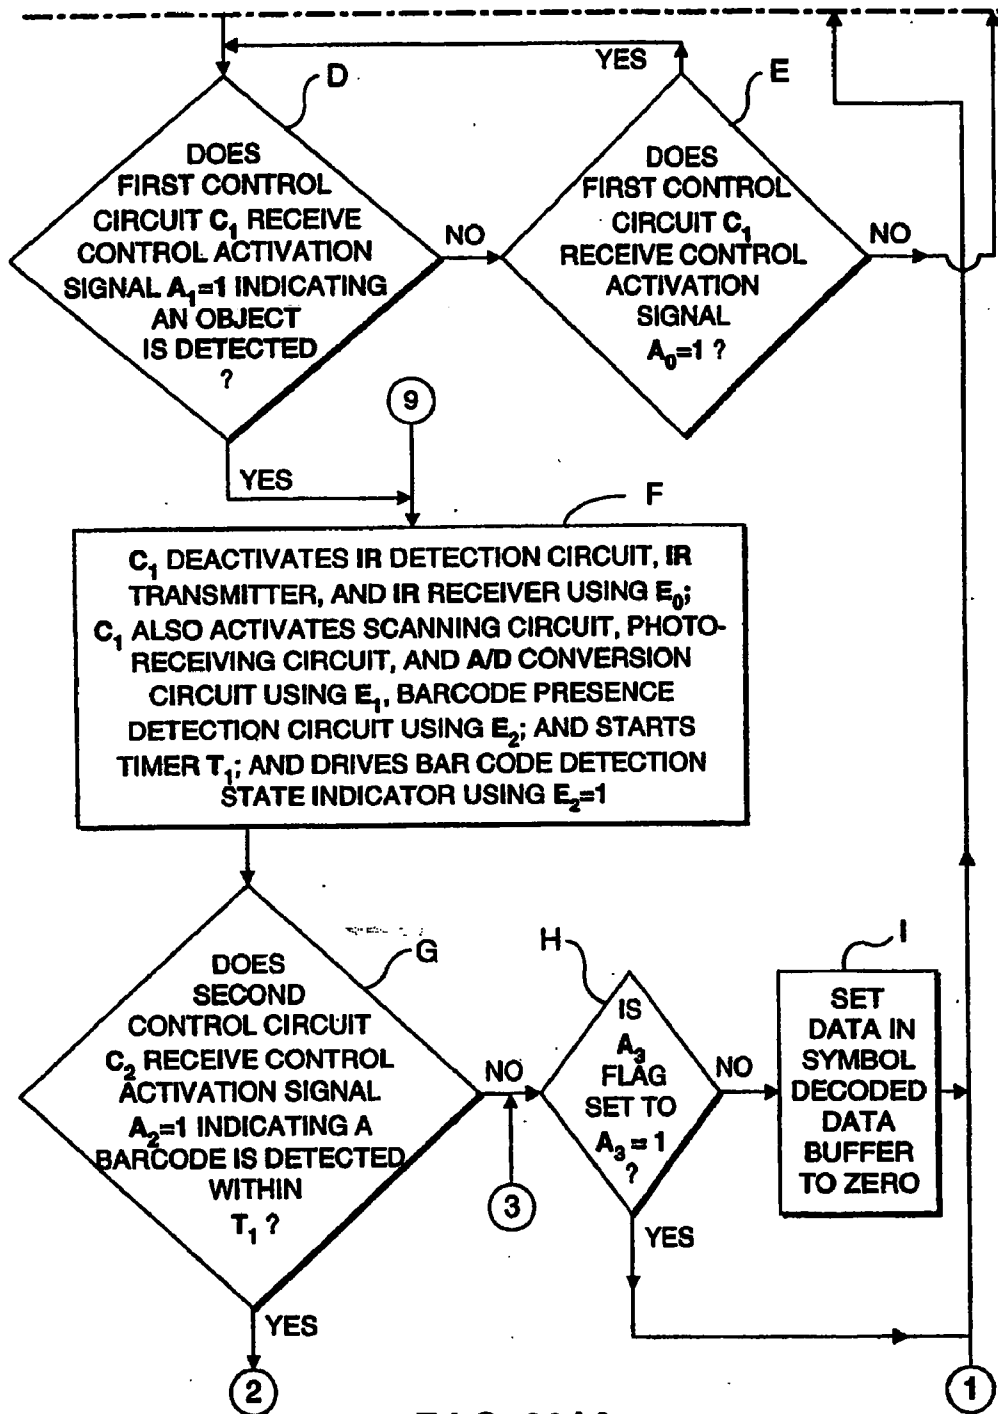 YES
D
E
DOES
FIRST CONTROL
CIRCUIT C₁ RECEIVE
CONTROL ACTIVATION
SIGNAL A₁=1 INDICATING
AN OBJECT
IS DETECTED
?
NO
DOES
FIRST CONTROL
CIRCUIT C₁
RECEIVE CONTROL
ACTIVATION
SIGNAL
A₀=1 ?
NO
9
YES
F
C₁ DEACTIVATES IR DETECTION CIRCUIT, IR
TRANSMITTER, AND IR RECEIVER USING E₀;
C₁ ALSO ACTIVATES SCANNING CIRCUIT, PHOTO-
RECEIVING CIRCUIT, AND A/D CONVERSION
CIRCUIT USING E₁, BARCODE PRESENCE
DETECTION CIRCUIT USING E₂; AND STARTS
TIMER T₁; AND DRIVES BAR CODE DETECTION
STATE INDICATOR USING E₂=1
G
DOES
SECOND
CONTROL CIRCUIT
C₂ RECEIVE CONTROL
ACTIVATION SIGNAL
A₂=1 INDICATING A
BARCODE IS DETECTED
WITHIN
T₁ ?
NO
3
H
IS
A₃
FLAG
SET TO
A₃=1
?
NO
I
SET
DATA IN
SYMBOL
DECODED
DATA
BUFFER
TO ZERO
YES
YES
2
1